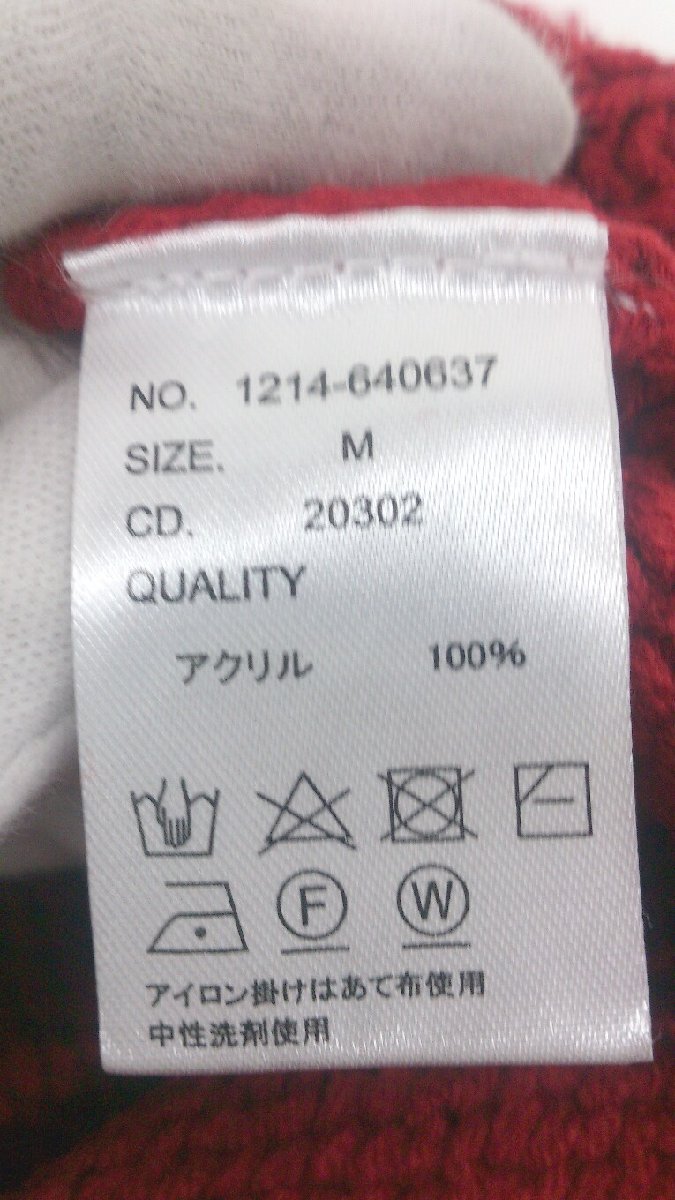 NO. 1214-640637
SIZE. M
CD. 20302
QUALITY
アクリル 100%
F W
アイロン掛けはあて布使用
中性洗剤使用